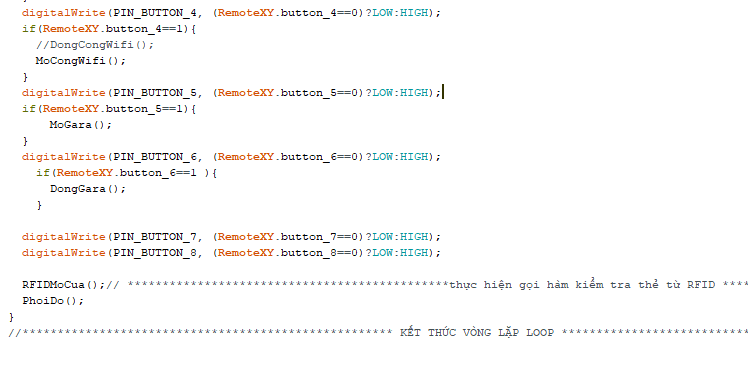 digitalWrite(PIN_BUTTON_4, (RemoteXY.button_4==0)?LOW:HIGH);
if(RemoteXY.button_4==1){
//DongCongWifi();
MoCongWifi();
}
digitalWrite(PIN_BUTTON_5, (RemoteXY.button_5==0)?LOW:HIGH);
if(RemoteXY.button_5==1){
MoGara();
}
digitalWrite(PIN_BUTTON_6, (RemoteXY.button_6==0)?LOW:HIGH);
if(RemoteXY.button_6==1 ){
DongGara();
}
digitalWrite(PIN_BUTTON_7, (RemoteXY.button_7==0)?LOW:HIGH);
digitalWrite(PIN_BUTTON_8, (RemoteXY.button_8==0)?LOW:HIGH);
RFIDMoCua();// **********************************************thực hiện gọi hàm kiểm tra thẻ từ RFID ****
PhoiDo();
}
//***************************************************** KẾT THÚC VÒNG LẶP LOOP ***************************